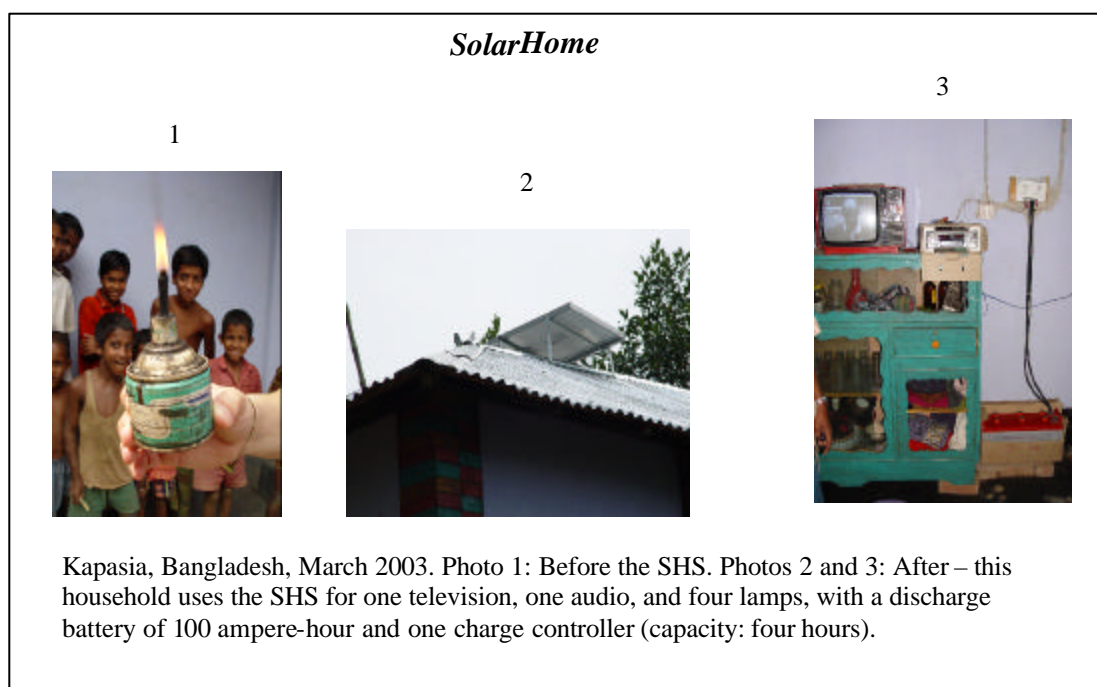 SolarHome
3
1
2
Kapasia, Bangladesh, March 2003. Photo 1: Before the SHS. Photos 2 and 3: After – this
household uses the SHS for one television, one audio, and four lamps, with a discharge
battery of 100 ampere-hour and one charge controller (capacity: four hours).